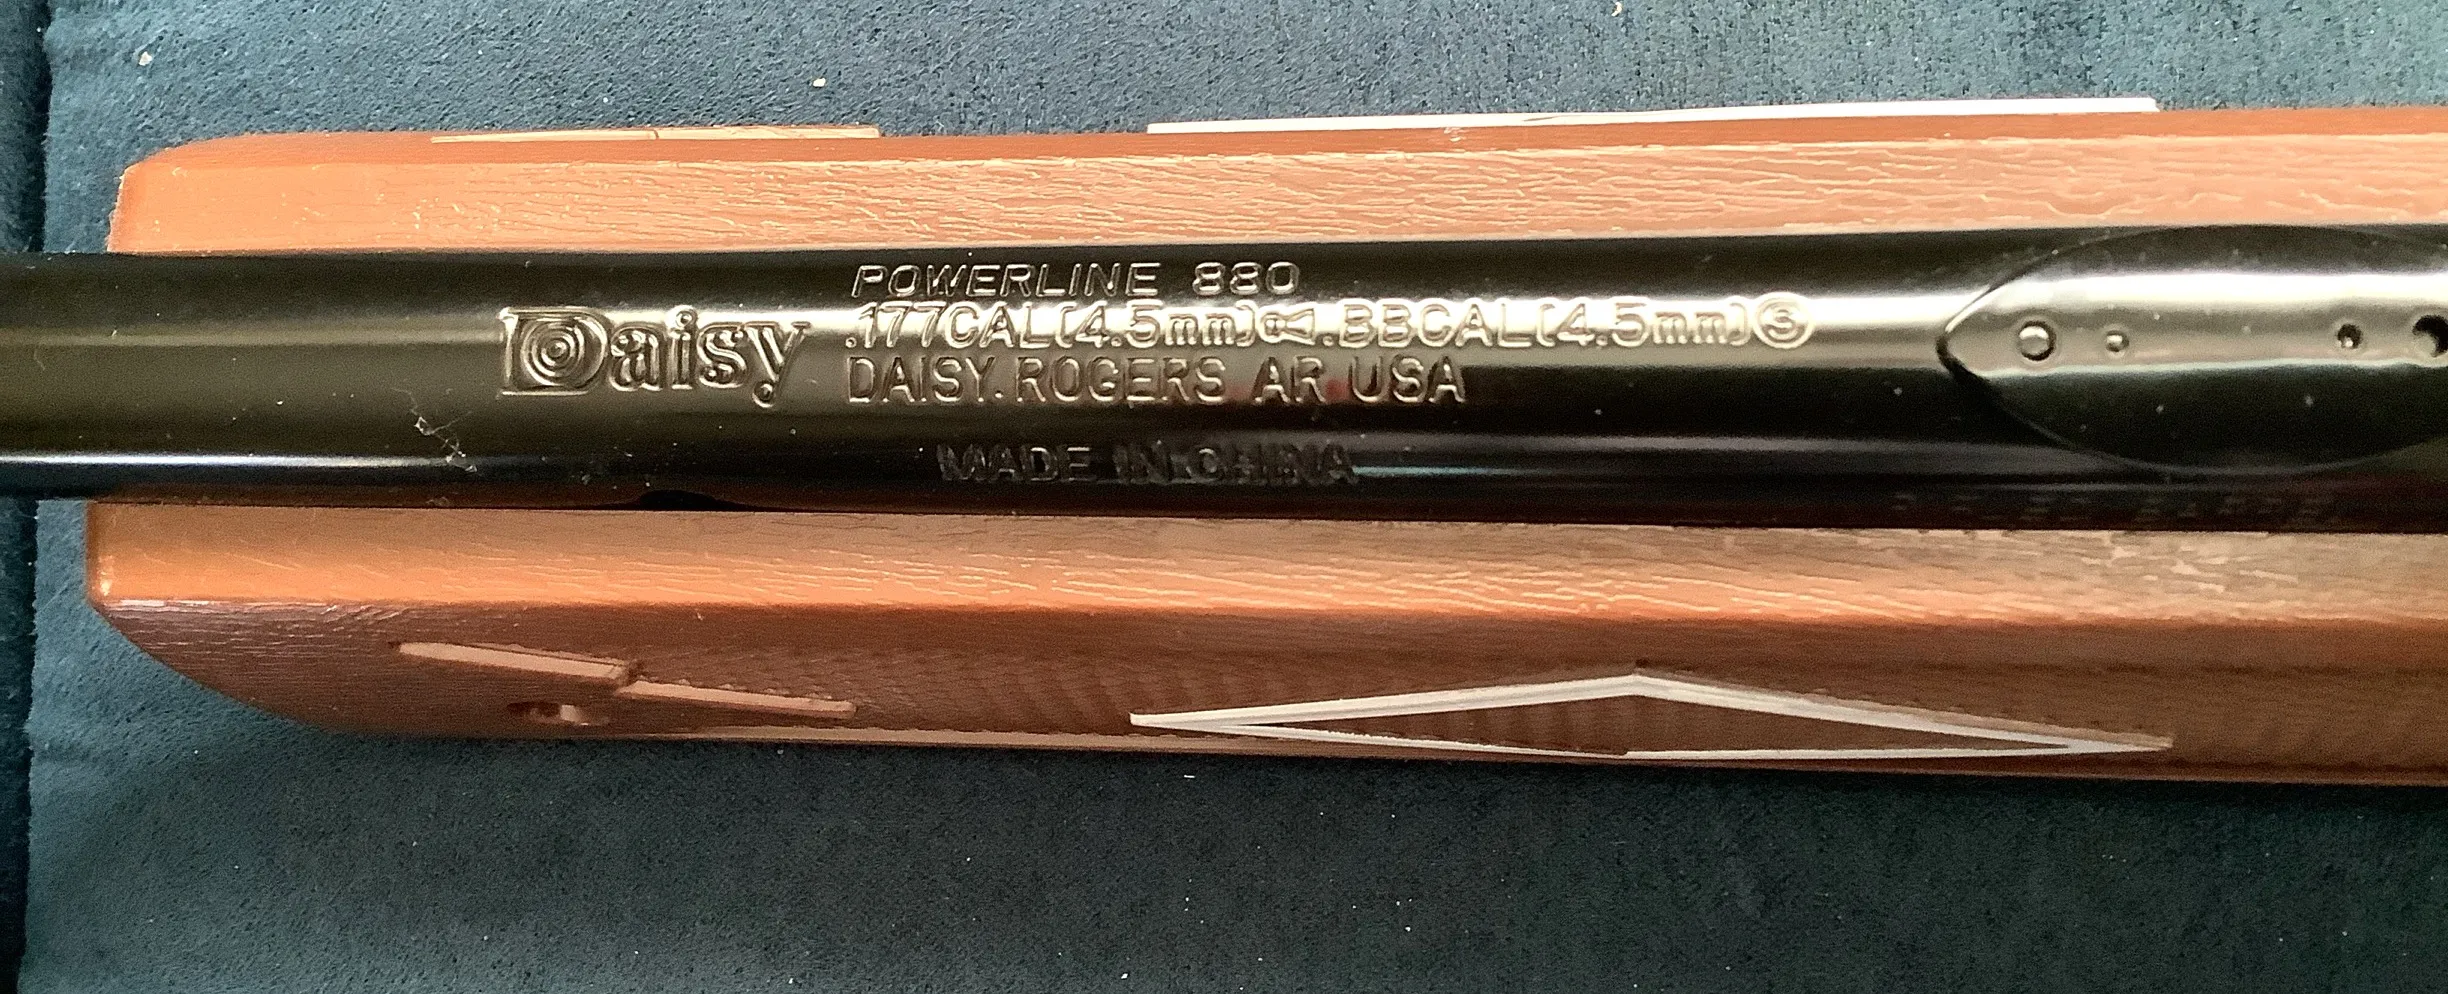 Daisy
POWERLINE 880
.177CAL(4.5mm) .BBCAL(4.5mm) Ⓢ
DAISY. ROGERS AR USA
MADE IN CHINA